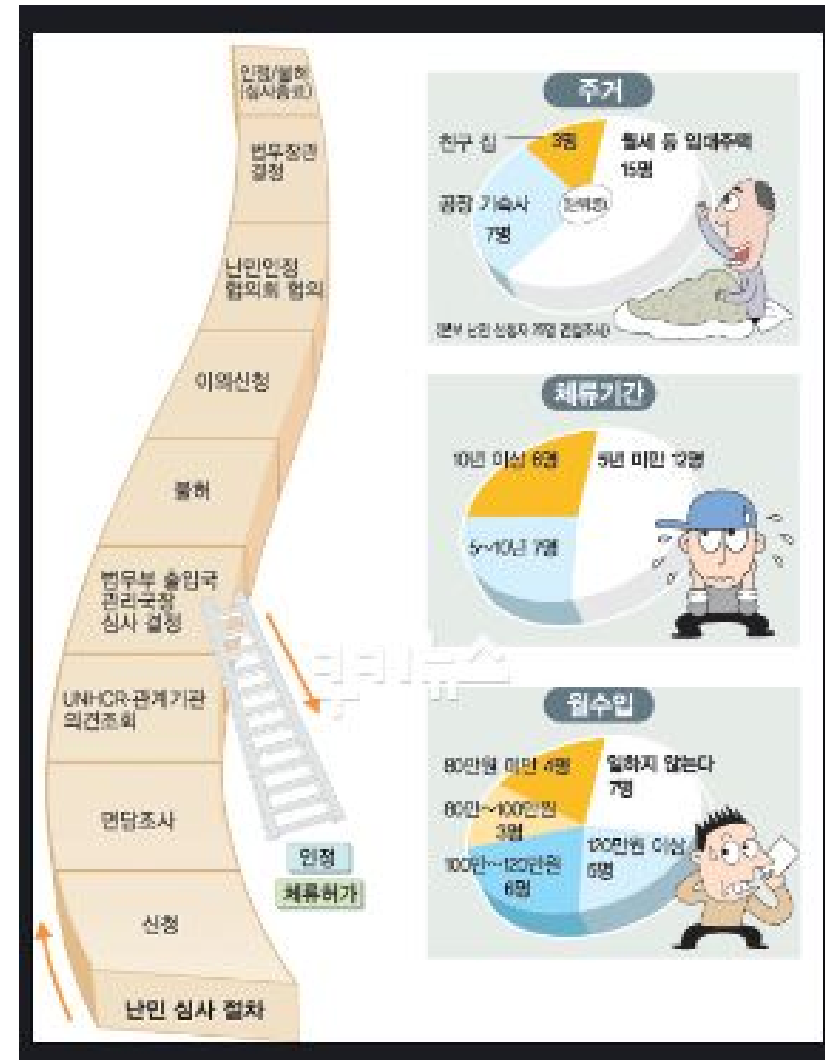 인정/불허
(심사종료)
법무장관
결정
난민인정
협의회 협의
이의신청
불허
법무부 출입국
관리국장
심사 결정
UNHCR·관계기관
의견조회
면담조사
신청
난민 심사 절차
인정
체류허가
쿠키뉴스
주거
친구 집
3명
월세 등 임대주택
15명
공장 기숙사
7명
체류기간
10년 이상 6명
5년 미만 12명
5~10년 7명
월수입
80만원 미만 4명
일하지 않는다
7명
80만~100만원
3명
120만원 이상
100만~120만원
6명